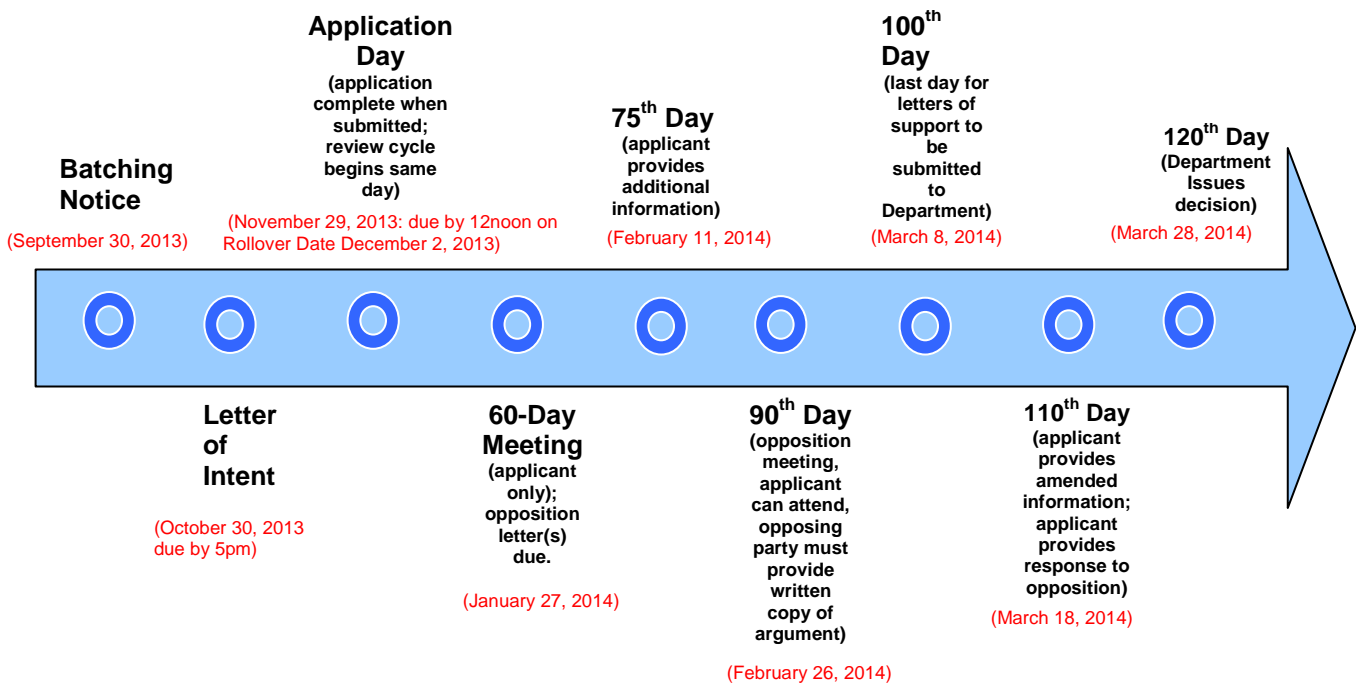 Batching
Notice
(September 30, 2013)
Letter
of
Intent
(October 30, 2013
due by 5pm)
Application
Day
(application
complete when
submitted;
review cycle
begins same
day)
(November 29, 2013: due by 12noon on
Rollover Date December 2, 2013)
60-Day
Meeting
(applicant
only);
opposition
letter(s)
due.
(January 27, 2014)
75th Day
(applicant
provides
additional
information)
(February 11, 2014)
90th Day
(opposition
meeting,
applicant
can attend,
opposing
party must
provide
written
copy of
argument)
(February 26, 2014)
100th
Day
(last day for
letters of
support to
be
submitted
to
Department)
(March 8, 2014)
110th Day
(applicant
provides
amended
information;
applicant
provides
response to
opposition)
(March 18, 2014)
120th Day
(Department
Issues
decision)
(March 28, 2014)